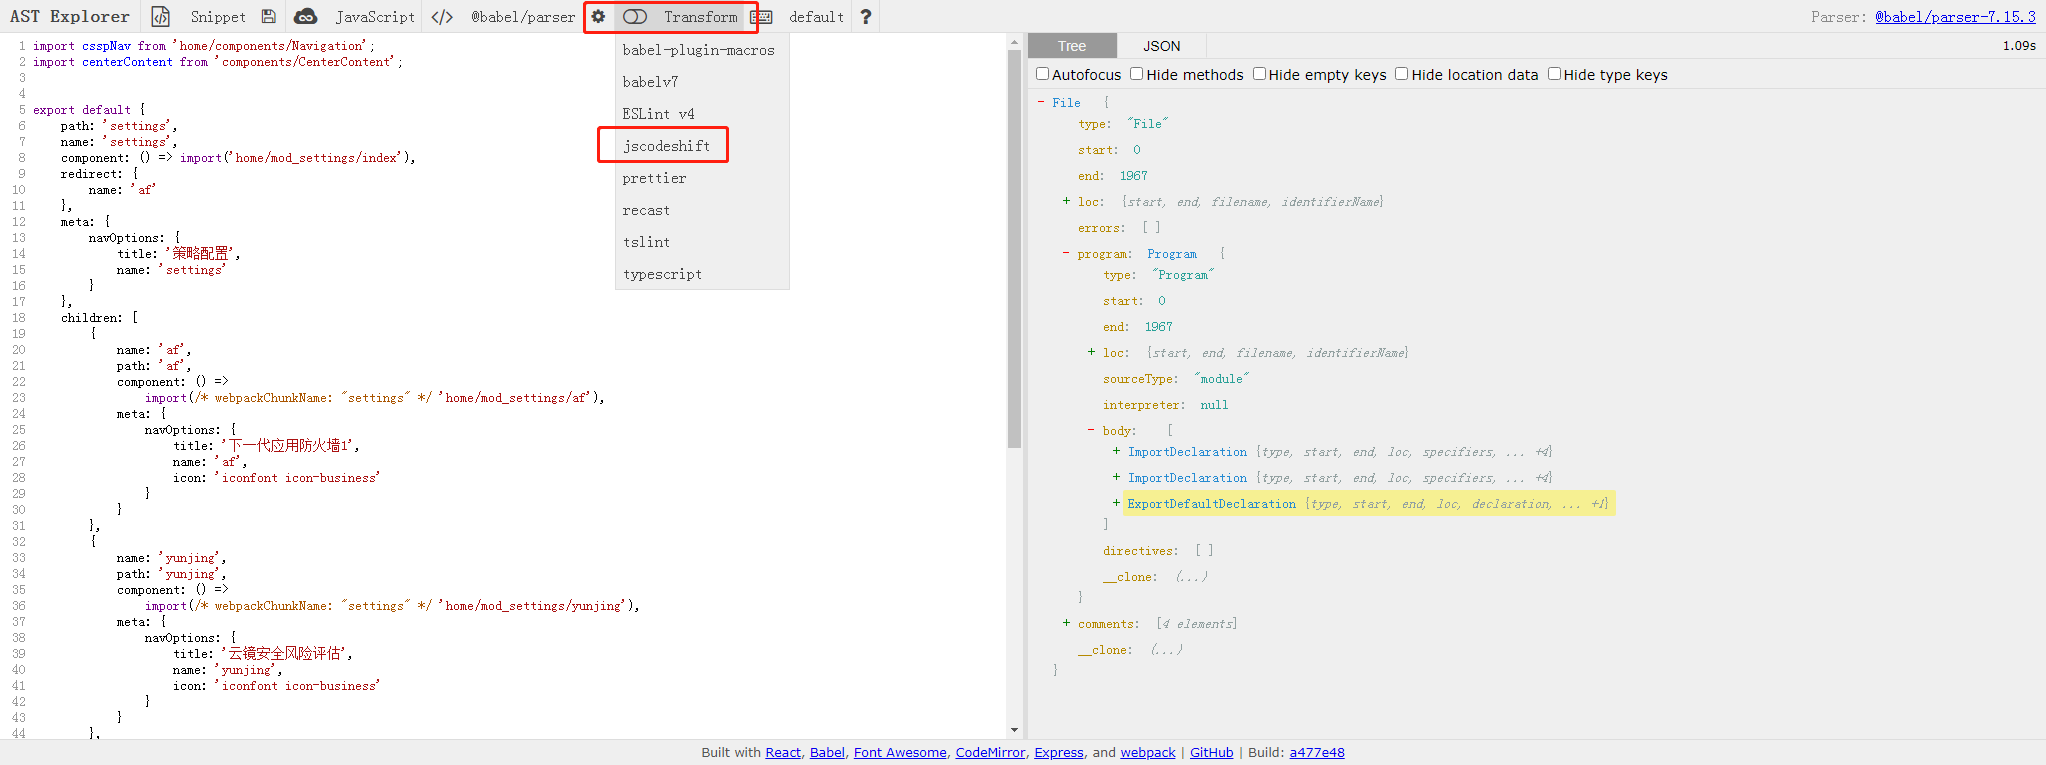 AST Explorer Snippet JavaScript </> @babel/parser Transform default ? Parser: @babel/parser-7.15.3
babel-plugin-macros
babelv7
ESLint v4
jscodeshift
prettier
recast
tslint
typescript
1 import csspNav from 'home/components/Navigation';
2 import centerContent from 'components/CenterContent';
3
4
5 export default {
6 path: 'settings',
7 name: 'settings',
8 component: () => import('home/mod_settings/index'),
9 redirect: {
10 name: 'af'
11 },
12 meta: {
13 navOptions: {
14 title: '策略配置',
15 name: 'settings'
16 }
17 },
18 children: [
19 {
20 name: 'af',
21 path: 'af',
22 component: () =>
23 import(/* webpackChunkName: "settings" */ 'home/mod_settings/af'),
24 meta: {
25 navOptions: {
26 title: '下一代应用防火墙1',
27 name: 'af',
28 icon: 'iconfont icon-business'
29 }
30 }
31 },
32 {
33 name: 'yunjing',
34 path: 'yunjing',
35 component: () =>
36 import(/* webpackChunkName: "settings" */ 'home/mod_settings/yunjing'),
37 meta: {
38 navOptions: {
39 title: '云镜安全风险评估',
40 name: 'yunjing',
41 icon: 'iconfont icon-business'
42 }
43 }
44 },
Tree JSON 1.09s
Autofocus Hide methods Hide empty keys Hide location data Hide type keys
- File {
type: "File"
start: 0
end: 1967
+ loc: {start, end, filename, identifierName}
errors: [ ]
- program: Program {
type: "Program"
start: 0
end: 1967
+ loc: {start, end, filename, identifierName}
sourceType: "module"
interpreter: null
- body: [
+ ImportDeclaration {type, start, end, loc, specifiers, ... +4}
+ ImportDeclaration {type, start, end, loc, specifiers, ... +4}
+ ExportDefaultDeclaration {type, start, end, loc, declaration, ... +1}
]
directives: [ ]
__clone: (...)
}
+ comments: [4 elements]
__clone: (...)
}
Built with React, Babel, Font Awesome, CodeMirror, Express, and webpack | GitHub | Build: a477e48